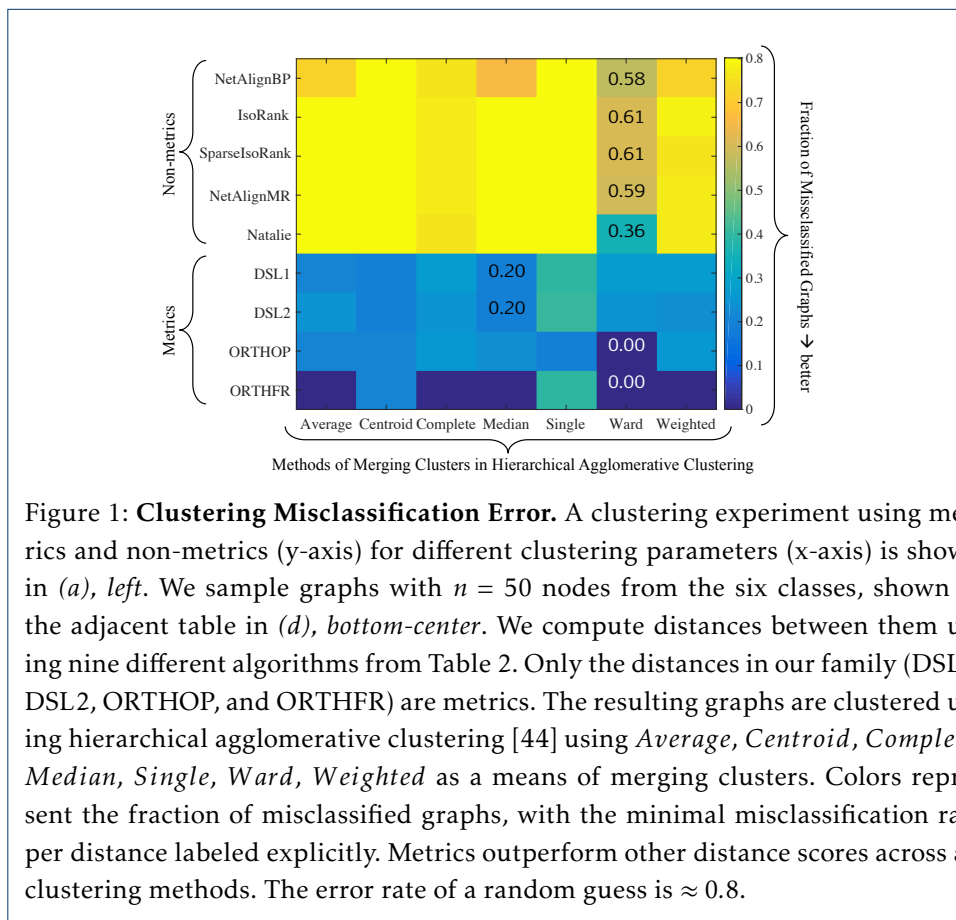 NetAlignBP
IsoRank
SparseIsoRank
NetAlignMR
Natalie
DSL1
DSL2
ORTHOP
ORTHFR
Non-metrics
Metrics
0.58
0.61
0.61
0.59
0.36
0.20
0.20
0.00
0.00
0.8
0.7
0.6
0.5
0.4
0.3
0.2
0.1
0
Fraction of Missclassified Graphs → better
Average Centroid Complete Median Single Ward Weighted
Methods of Merging Clusters in Hierarchical Agglomerative Clustering
Figure 1: Clustering Misclassification Error. A clustering experiment using me
rics and non-metrics (y-axis) for different clustering parameters (x-axis) is show
in (a), left. We sample graphs with n = 50 nodes from the six classes, shown
the adjacent table in (d), bottom-center. We compute distances between them u
ing nine different algorithms from Table 2. Only the distances in our family (DSL
DSL2, ORTHOP, and ORTHFR) are metrics. The resulting graphs are clustered u
ing hierarchical agglomerative clustering [44] using Average, Centroid, Comple
Median, Single, Ward, Weighted as a means of merging clusters. Colors repr
sent the fraction of misclassified graphs, with the minimal misclassification ra
per distance labeled explicitly. Metrics outperform other distance scores across a
clustering methods. The error rate of a random guess is ≈ 0.8.